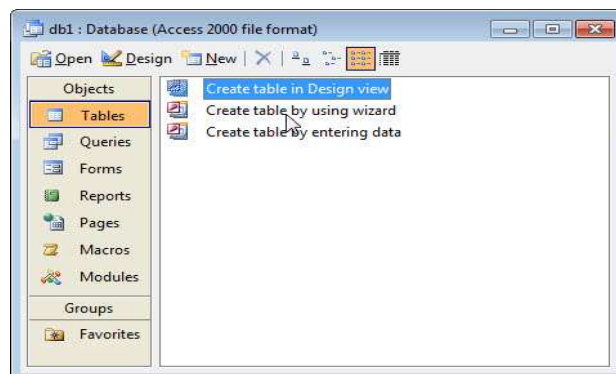 db1 : Database (Access 2000 file format)
Open Design New
Objects
Tables
Queries
Forms
Reports
Pages
Macros
Modules
Groups
Favorites
Create table in Design view
Create table by using wizard
Create table by entering data